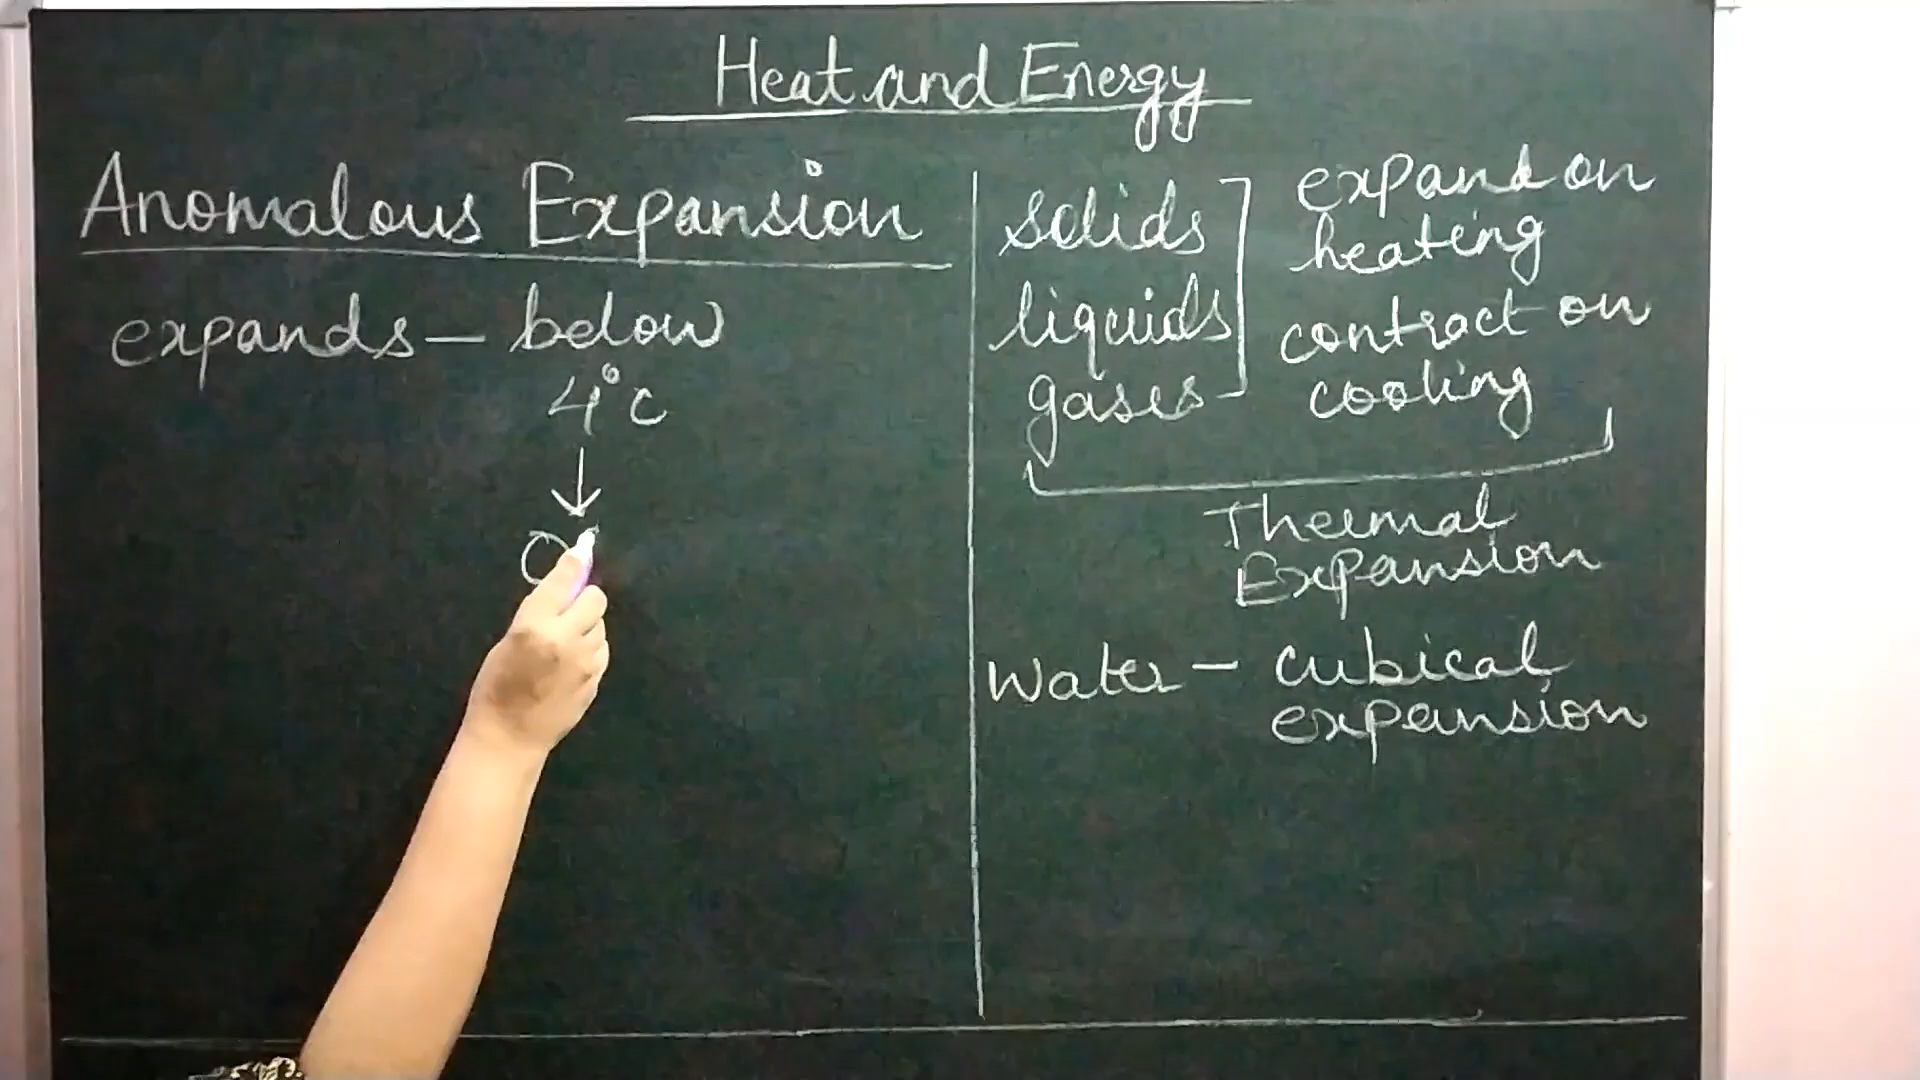 Heat and Energy
Anomalous Expansion
expands – below
4°C
↓
0
solids
liquids
gases
expand on
heating
contract on
cooling
Thermal
Expansion
Water – cubical
expansion